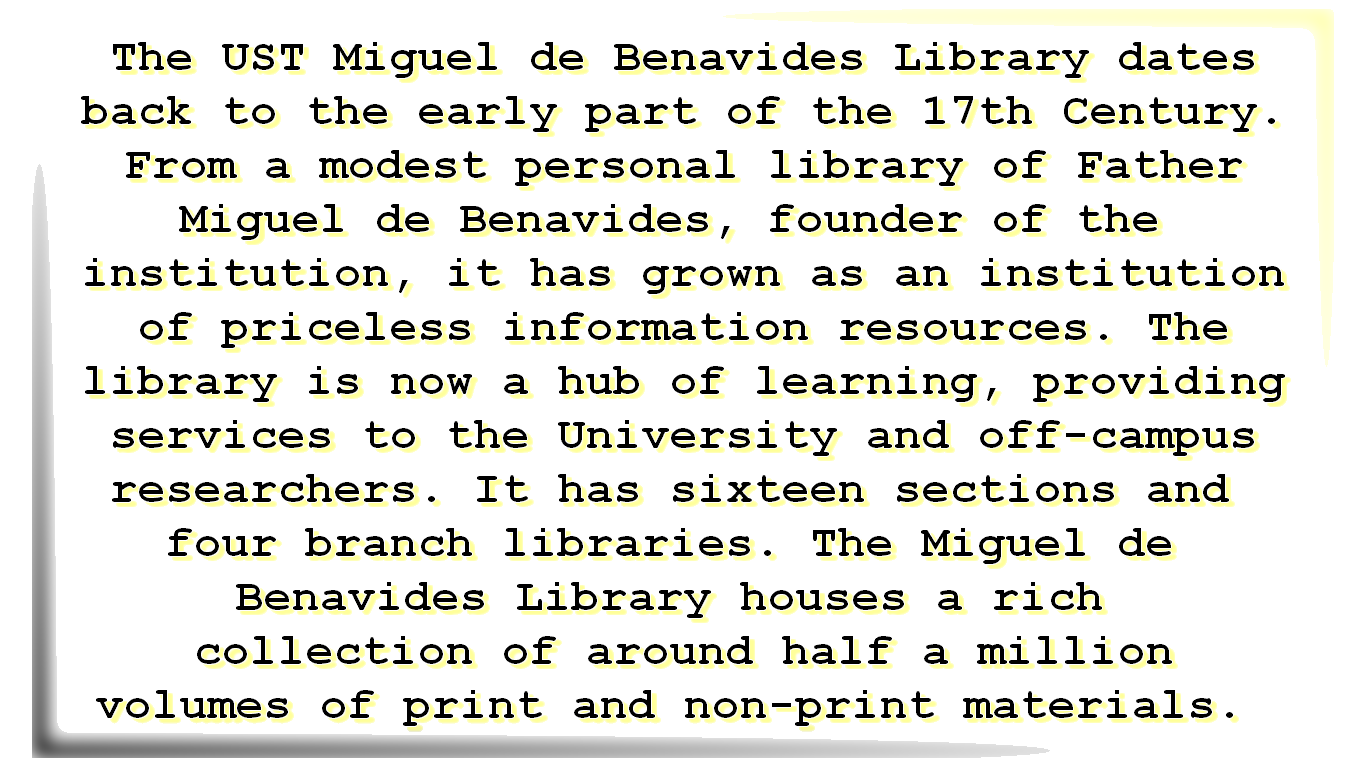 The UST Miguel de Benavides Library dates
back to the early part of the 17th Century.
From a modest personal library of Father
Miguel de Benavides, founder of the
institution, it has grown as an institution
of priceless information resources. The
library is now a hub of learning, providing
services to the University and off-campus
researchers. It has sixteen sections and
four branch libraries. The Miguel de
Benavides Library houses a rich
collection of around half a million
volumes of print and non-print materials.